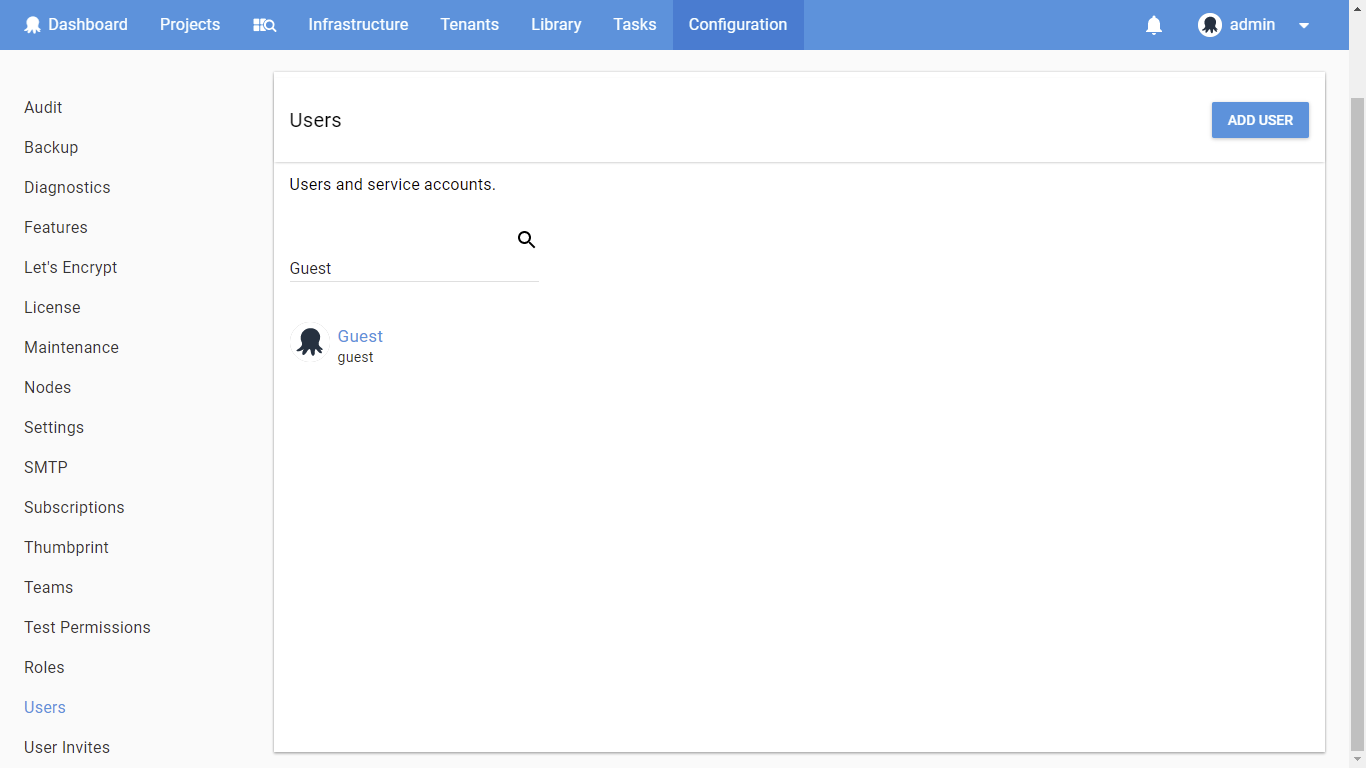 Dashboard
Projects
Infrastructure
Tenants
Library
Tasks
Configuration
admin
Audit
Backup
Diagnostics
Features
Let's Encrypt
License
Maintenance
Nodes
Settings
SMTP
Subscriptions
Thumbprint
Teams
Test Permissions
Roles
Users
User Invites
Users
ADD USER
Users and service accounts.
Guest
Guest
guest